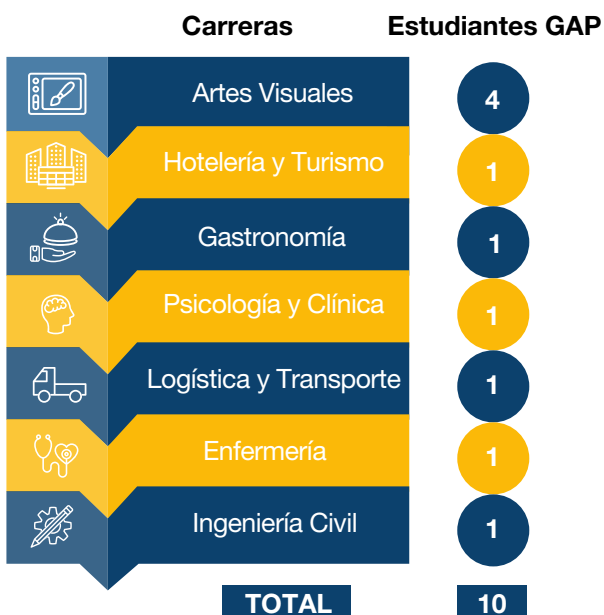 Carreras Estudiantes GAP
Artes Visuales 4
Hotelería y Turismo 1
Gastronomía 1
Psicología y Clínica 1
Logística y Transporte 1
Enfermería 1
Ingeniería Civil 1
TOTAL 10